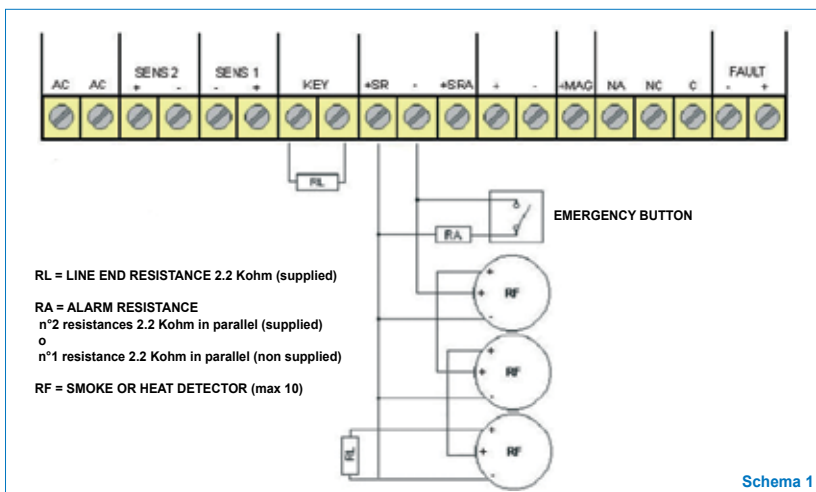 SENS 2 SENS 1 FAULT
AC AC + - - + KEY +SR - +SRA + - +MAG NA NC C - +
RL
EMERGENCY BUTTON
RA
RL = LINE END RESISTANCE 2.2 Kohm (supplied)
RA = ALARM RESISTANCE
n°2 resistances 2.2 Kohm in parallel (supplied)
o
n°1 resistance 2.2 Kohm in parallel (non supplied)
RF = SMOKE OR HEAT DETECTOR (max 10)
+
+ RF
-
+
+ RF
-
+
+ RF
-
RL
Schema 1